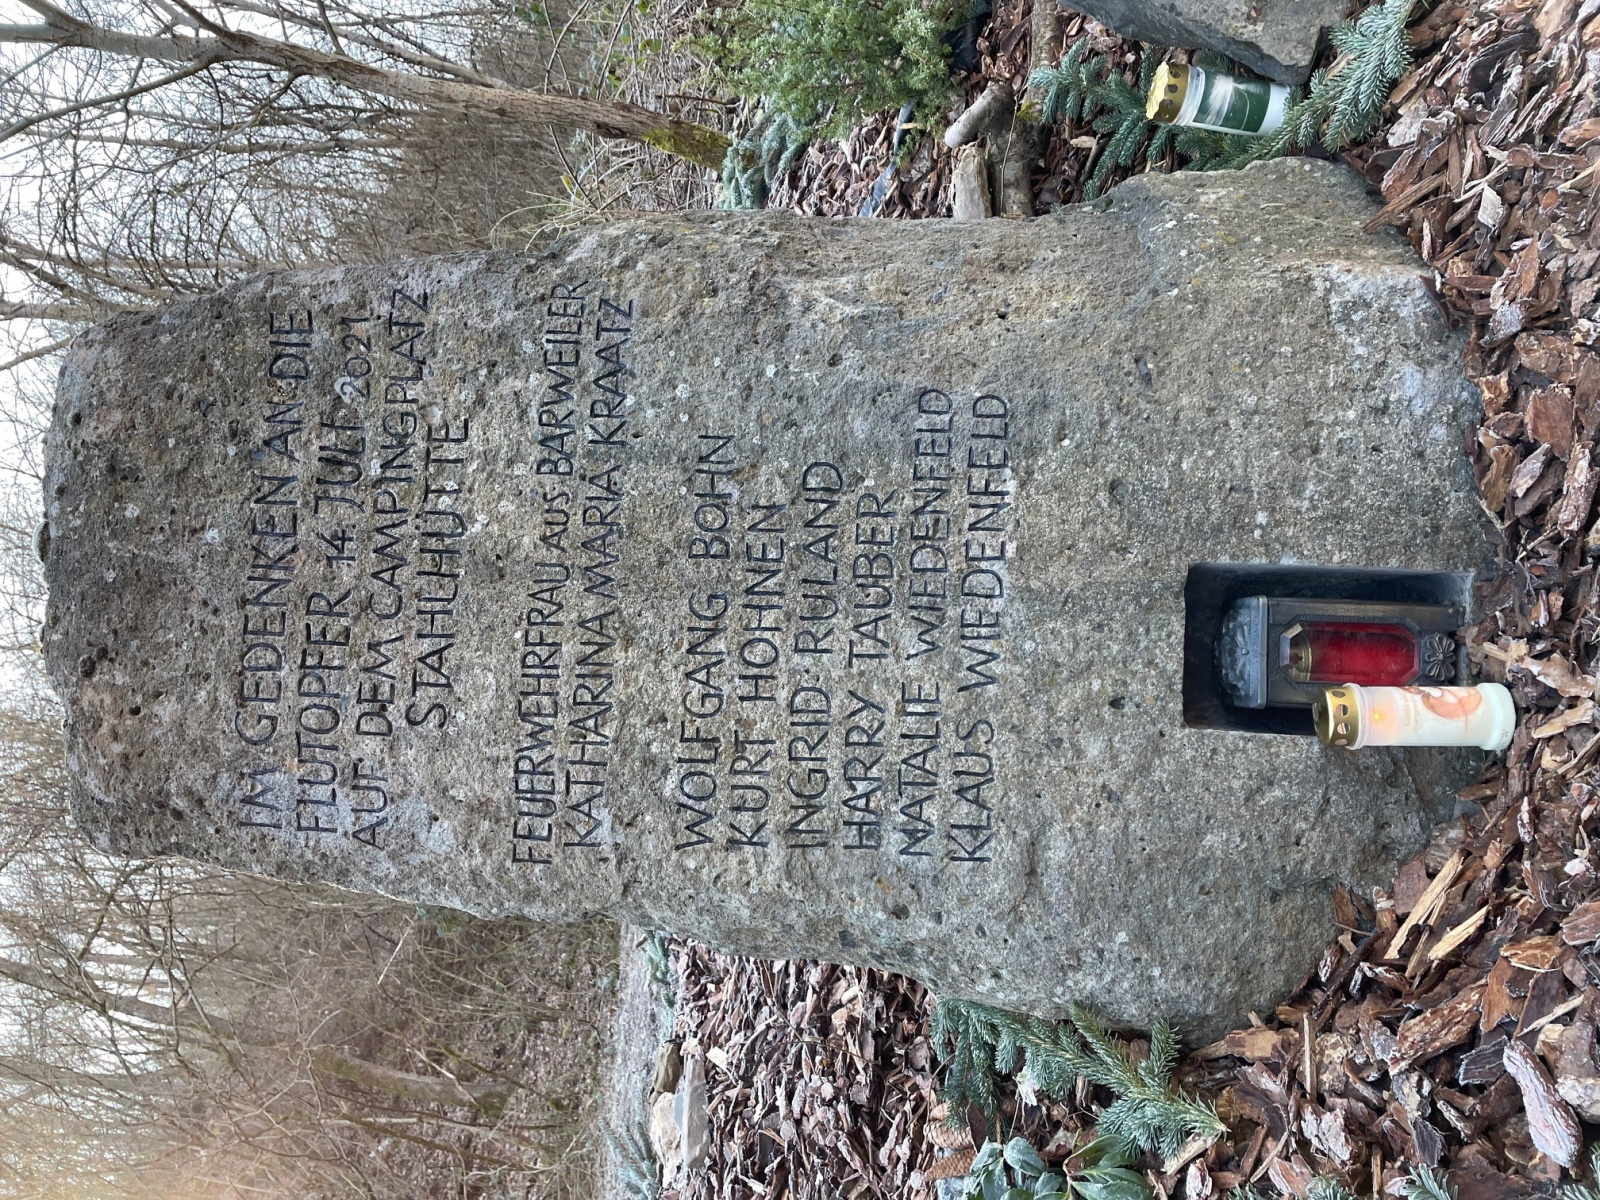 IM GEDENKEN AN DIE
FLUTOPFER 14. JULI 2021
AUF DEM CAMPINGPLATZ
STAHLHÜTTE
FEUERWEHRFRAU AUS BARWEILER
KATHARINA MARIA KRAATZ
WOLFGANG BOHN
KURT HOHNEN
INGRID RULAND
HARRY TAUBER
NATALIE WIEDENFELD
KLAUS WIEDENFELD